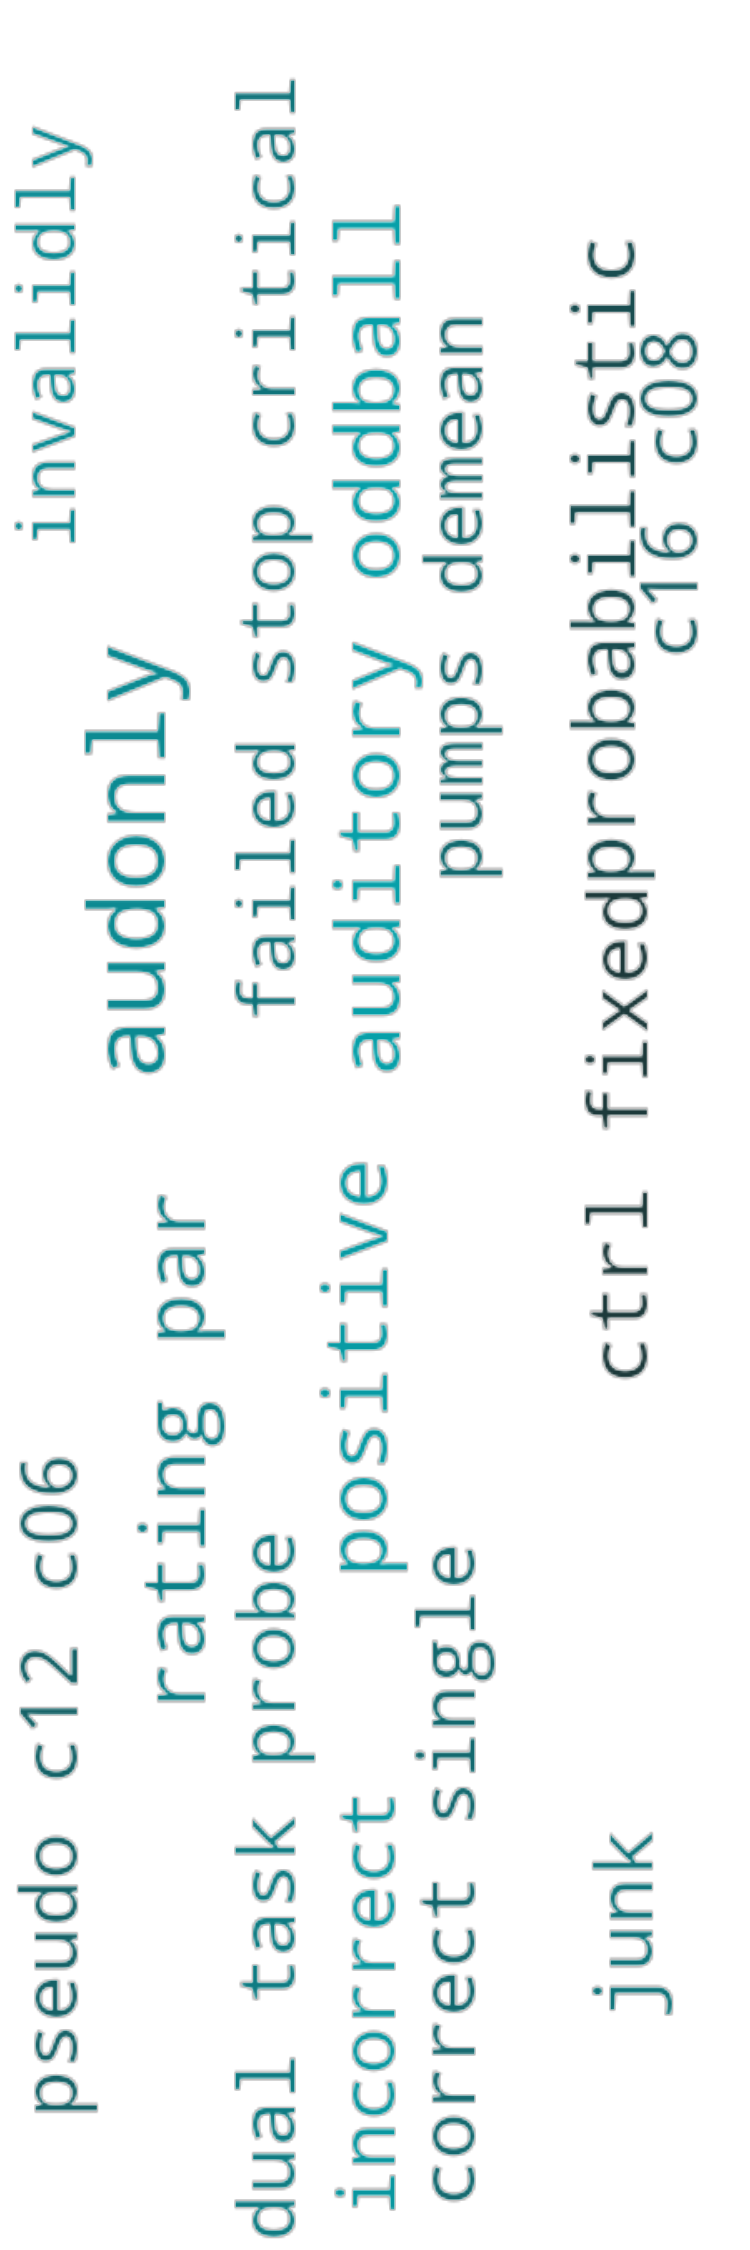 pseudo c12 c06
invalidly
audonly
rating par
dual task probe
failed stop critical
positive
auditory oddball
incorrect
correct single
pumps demean
fixedprobabilistic
ctrl
junk
c16 c08